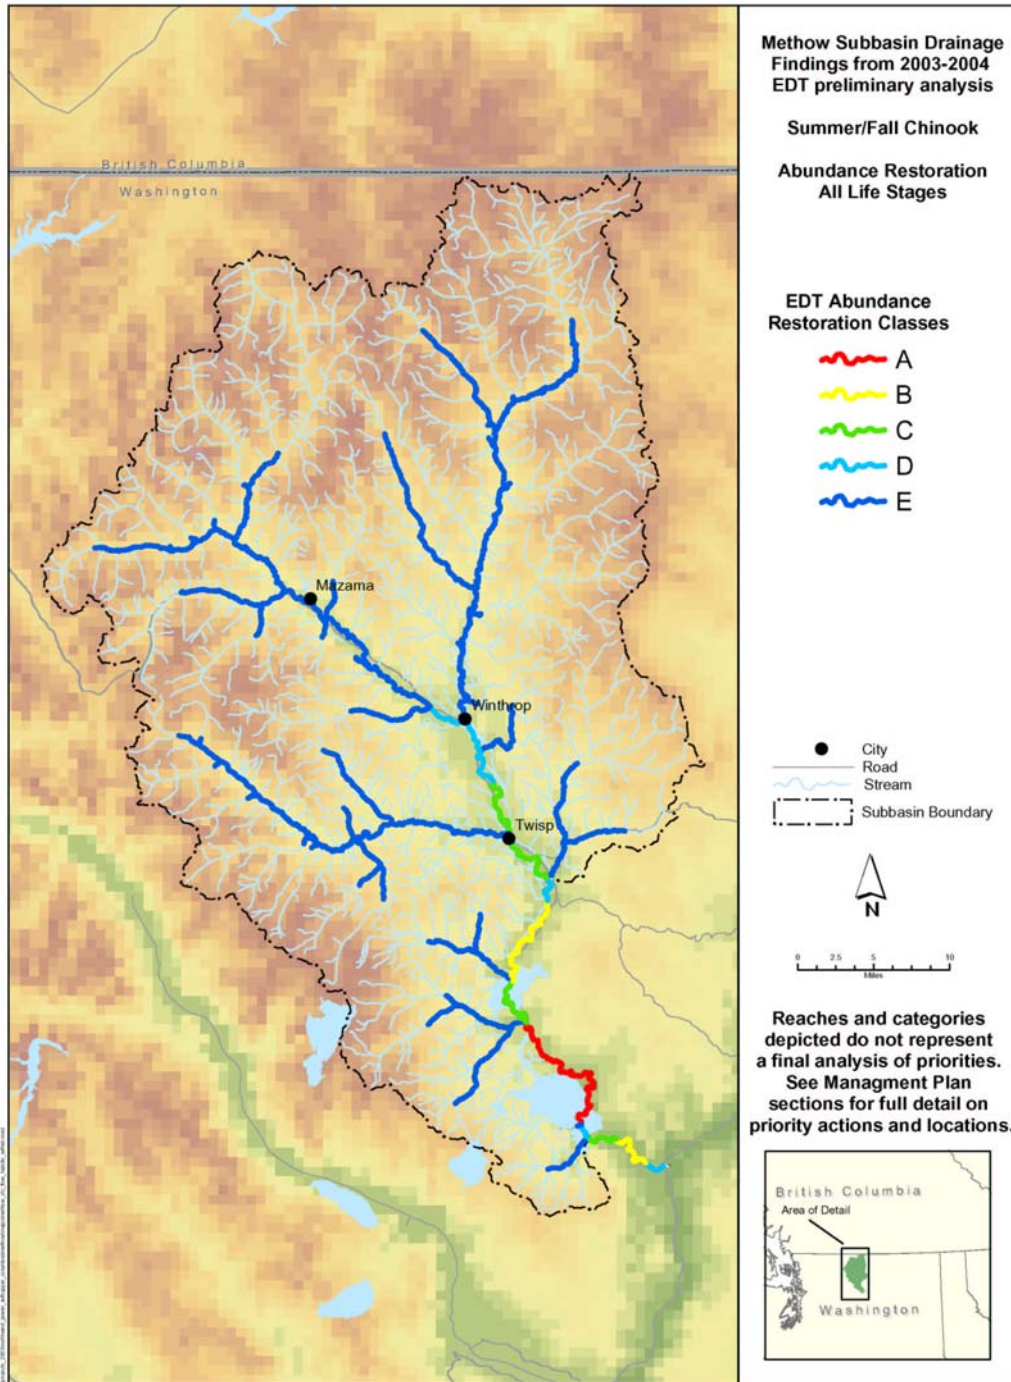 Methow Subbasin Drainage
Findings from 2003-2004
EDT preliminary analysis
Summer/Fall Chinook
Abundance Restoration
All Life Stages
EDT Abundance
Restoration Classes
A
B
C
D
E
City
Road
Stream
Subbasin Boundary
N
0 2.5 5 10
Miles
Reaches and categories
depicted do not represent
a final analysis of priorities.
See Managment Plan
sections for full detail on
priority actions and locations.
British Columbia
Area of Detail
Washington
British Columbia
Washington
Mazama
Winthrop
Twisp